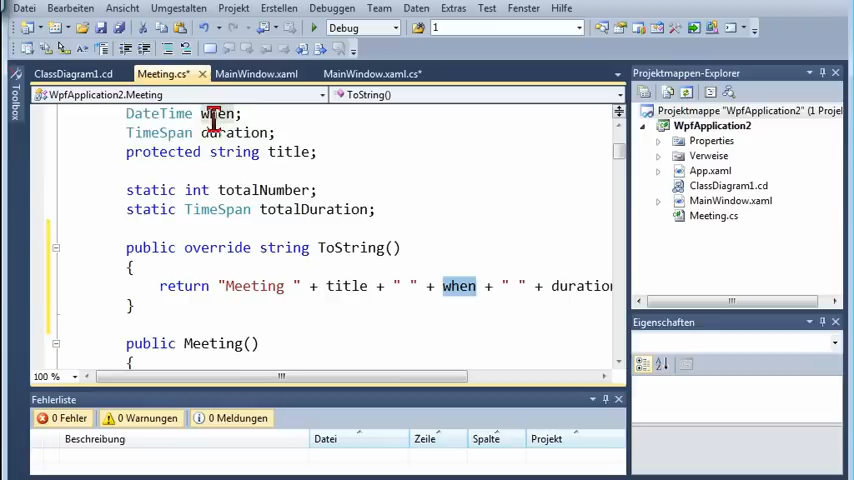 Datei Bearbeiten Ansicht Umgestalten Projekt Erstellen Debuggen Team Daten Extras Test Fenster Hilfe
Debug 1
ClassDiagram1.cd Meeting.cs* MainWindow.xaml MainWindow.xaml.cs*
WpfApplication2.Meeting ToString()
Toolbox
DateTime when;
TimeSpan duration;
protected string title;
static int totalNumber;
static TimeSpan totalDuration;
public override string ToString()
{
return "Meeting " + title + " " + when + " " + duration
}
public Meeting()
{
100 %
Projektmappen-Explorer
Projektmappe "WpfApplication2" (1 Proj
WpfApplication2
Properties
Verweise
App.xaml
ClassDiagram1.cd
MainWindow.xaml
Meeting.cs
Eigenschaften
Fehlerliste
0 Fehler 0 Warnungen 0 Meldungen
Beschreibung Datei Zeile Spalte Projekt